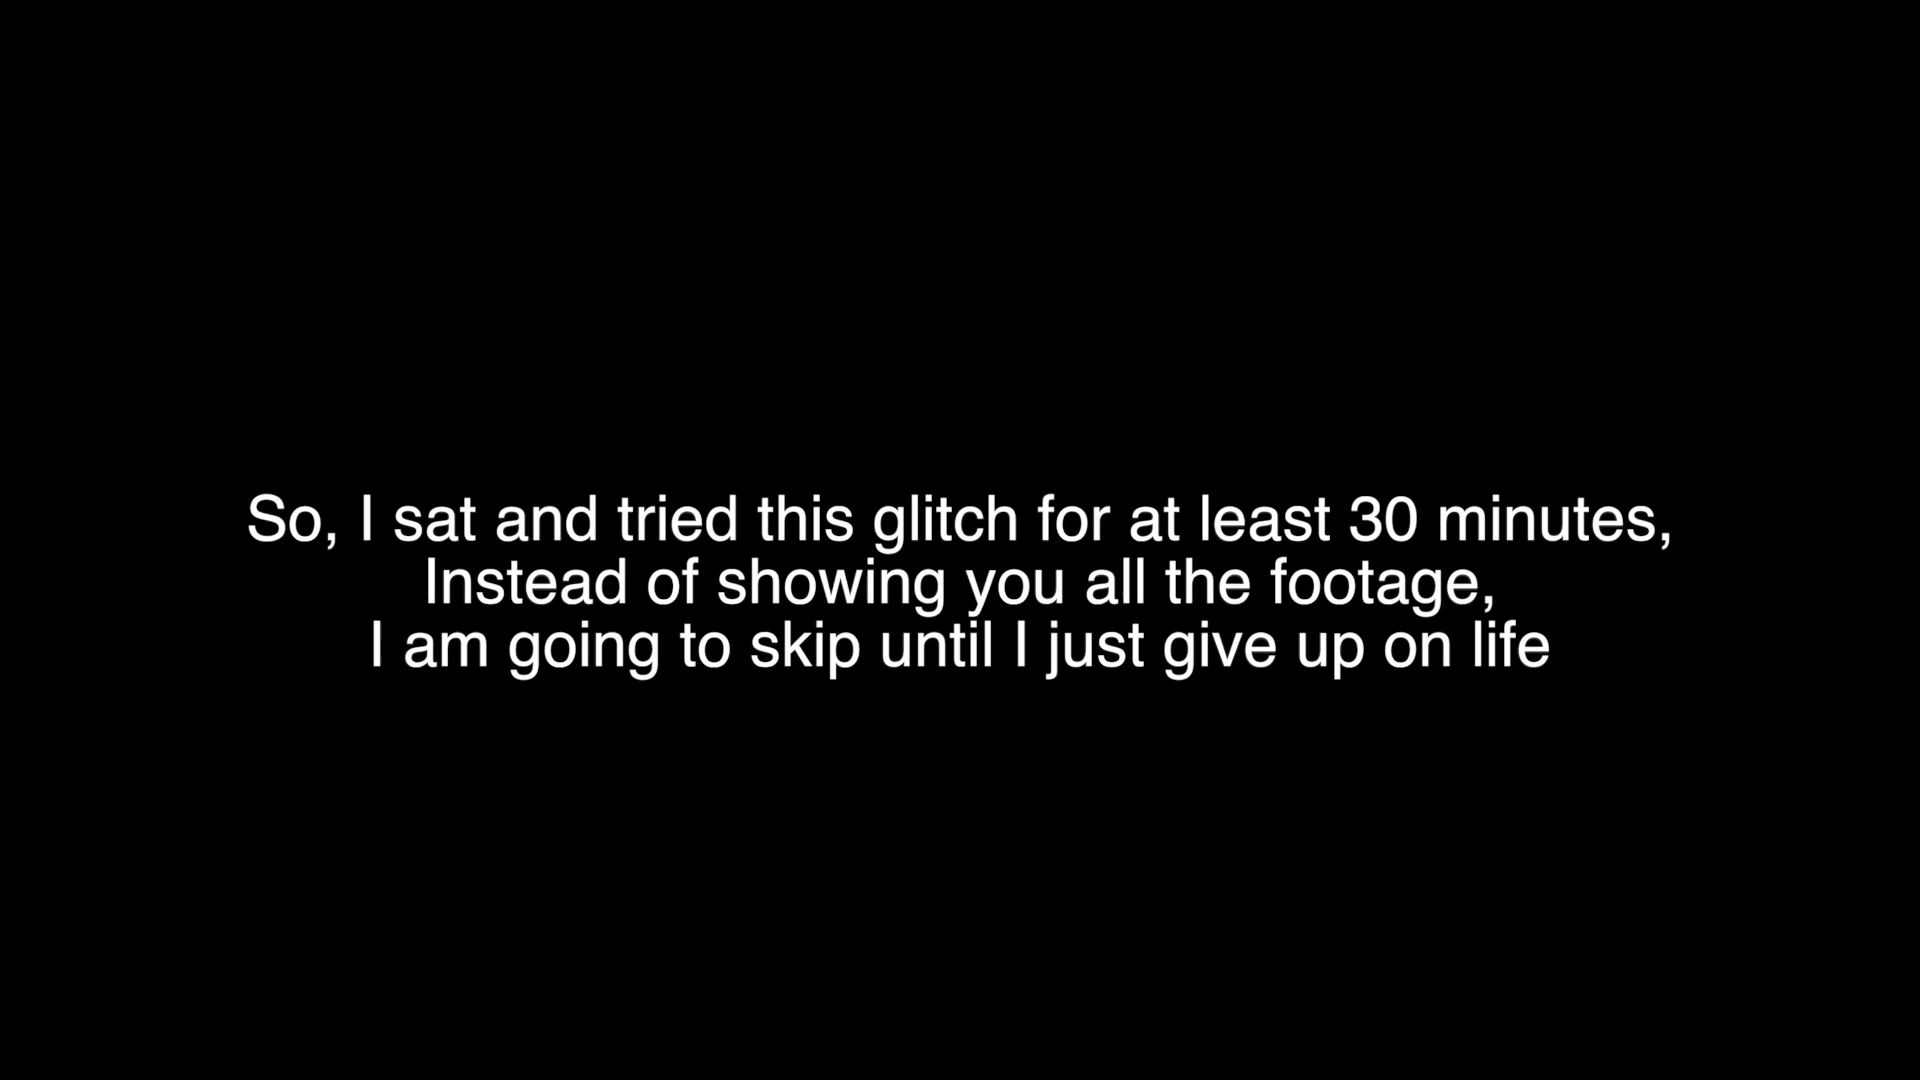 So, I sat and tried this glitch for at least 30 minutes,
Instead of showing you all the footage,
I am going to skip until I just give up on life